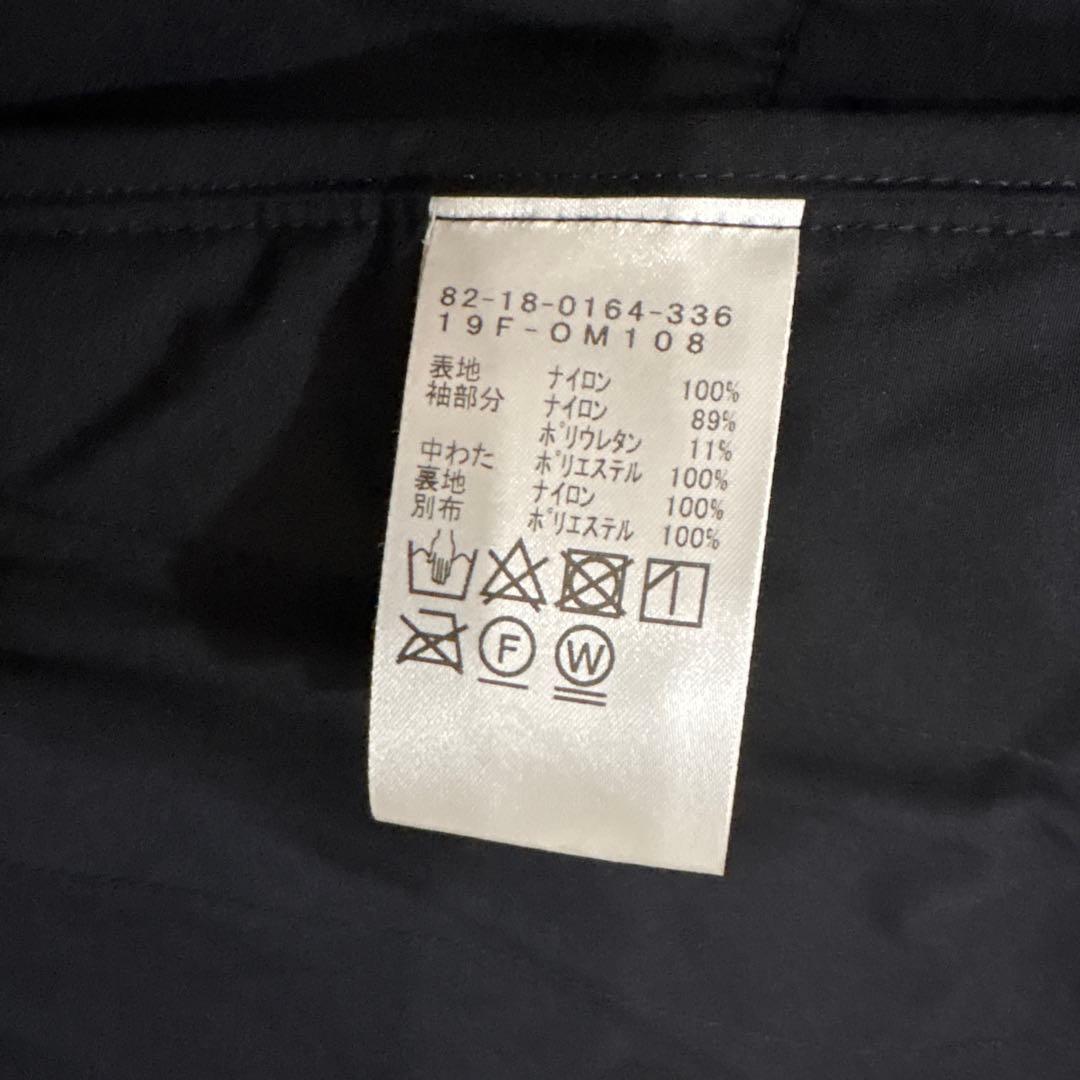 82-18-0164-336
19F-OM108
表地 ナイロン 100%
袖部分 ナイロン 89%
ポリウレタン 11%
中わた ポリエステル 100%
裏地 ナイロン 100%
別布 ポリエステル 100%
F W